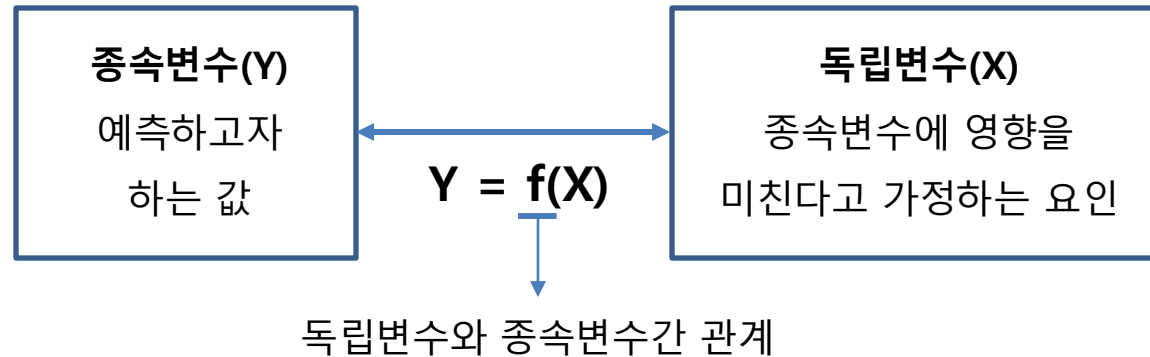 종속변수(Y)
예측하고자
하는 값
Y = f(X)
독립변수(X)
종속변수에 영향을
미친다고 가정하는 요인
독립변수와 종속변수간 관계